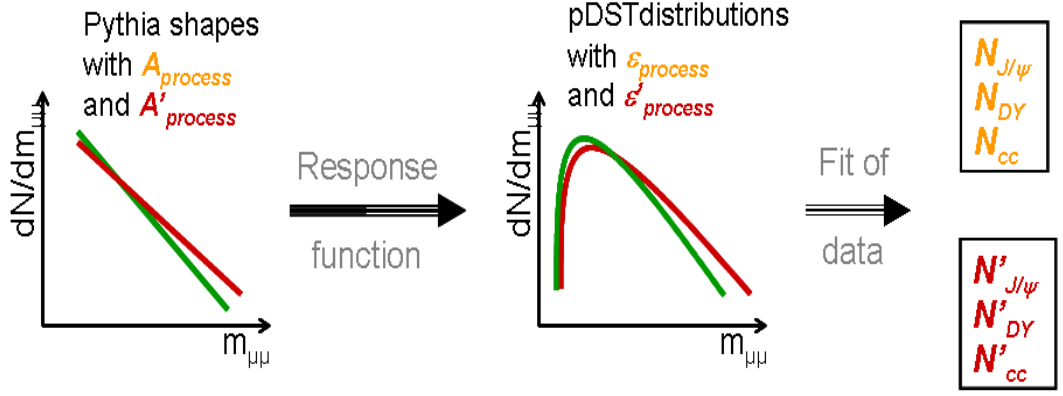 Pythia shapes
with A_process
and A'_process
dN/dm_μμ
m_μμ
Response
function
pDSTdistributions
with ε_process
and ε'_process
dN/dm_μμ
m_μμ
Fit of
data
N_J/ψ
N_DY
N_cc
N'_J/ψ
N'_DY
N'_cc